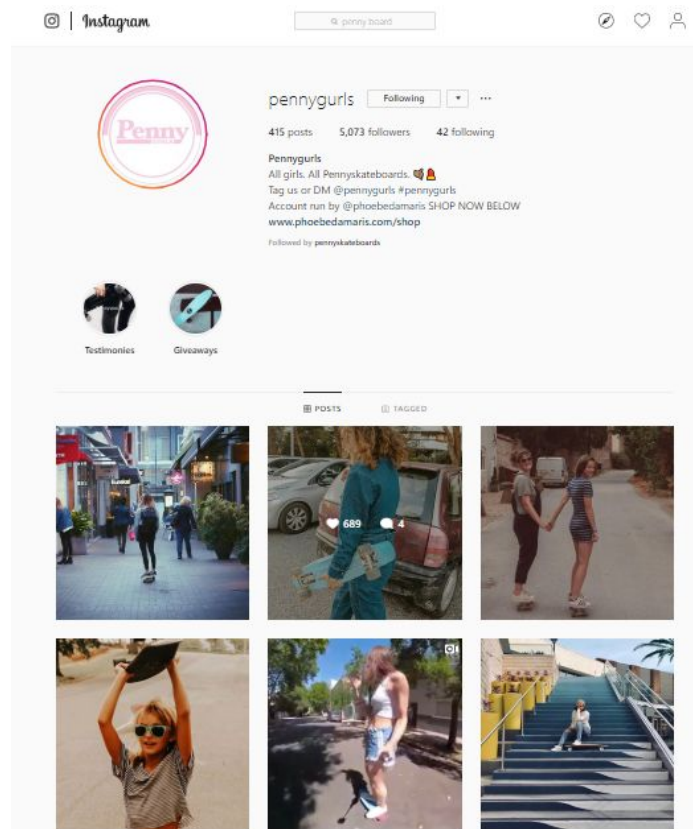 Instagram
penny board
pennygurls Following
415 posts 5,073 followers 42 following
Pennygurls
All girls. All Pennyskateboards.
Tag us or DM @pennygurls #pennygurls
Account run by @phoebedamaris SHOP NOW BELOW
www.phoebedamaris.com/shop
Followed by pennyskateboards
Penny
Testimonies Giveaways
POSTS TAGGED
689 4